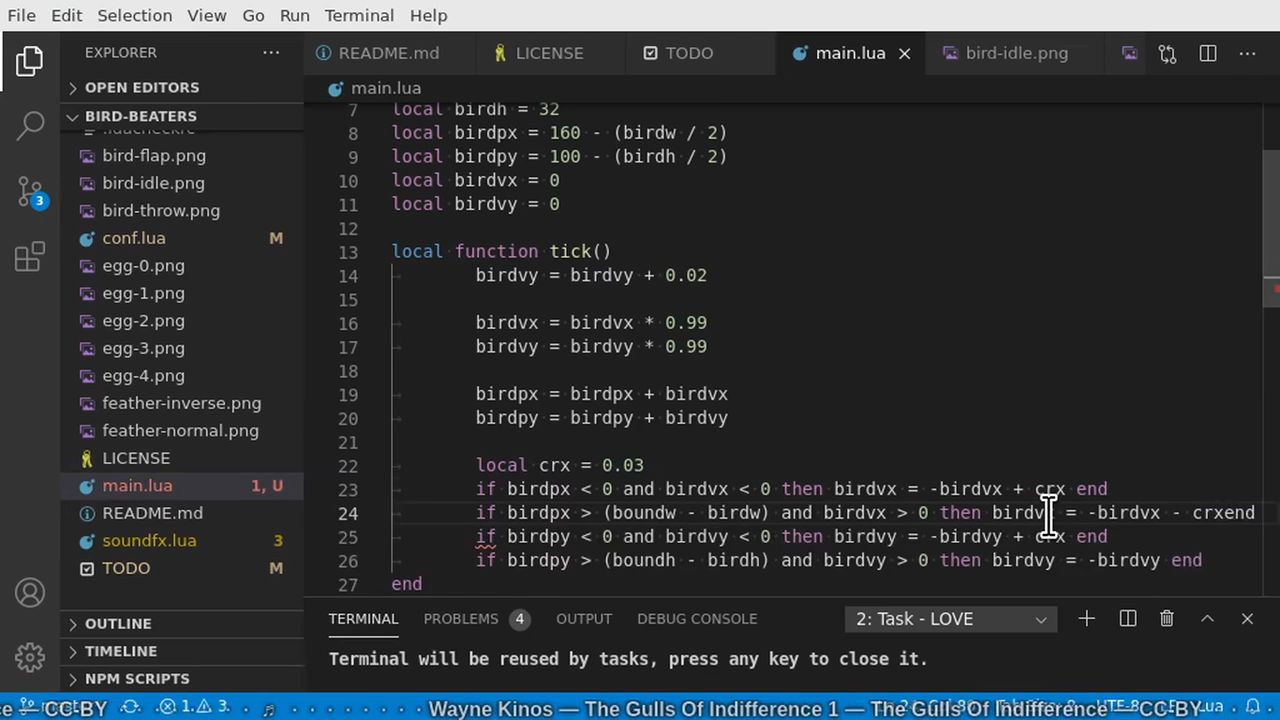 File Edit Selection View Go Run Terminal Help
EXPLORER ···
README.md LICENSE TODO main.lua bird-idle.png ···
OPEN EDITORS
main.lua
BIRD-BEATERS
bird-flap.png
bird-idle.png
bird-throw.png
conf.lua M
egg-0.png
egg-1.png
egg-2.png
egg-3.png
egg-4.png
feather-inverse.png
feather-normal.png
LICENSE
main.lua 1, U
README.md
soundfx.lua 3
TODO M
OUTLINE
TIMELINE
NPM SCRIPTS
3
7 local birdh = 32
8 local birdpx = 160 - (birdw / 2)
9 local birdpy = 100 - (birdh / 2)
10 local birdvx = 0
11 local birdvy = 0
12
13 local function tick()
14 birdvy = birdvy + 0.02
15
16 birdvx = birdvx * 0.99
17 birdvy = birdvy * 0.99
18
19 birdpx = birdpx + birdvx
20 birdpy = birdpy + birdvy
21
22 local crx = 0.03
23 if birdpx < 0 and birdvx < 0 then birdvx = -birdvx + crx end
24 if birdpx > (boundw - birdw) and birdvx > 0 then birdvx = -birdvx - crxend
25 if birdpy < 0 and birdvy < 0 then birdvy = -birdvy + crx end
26 if birdpy > (boundh - birdh) and birdvy > 0 then birdvy = -birdvy end
27 end
TERMINAL PROBLEMS 4 OUTPUT DEBUG CONSOLE 2: Task - LOVE
Terminal will be reused by tasks, press any key to close it.
— CC-BY 1 3 ♬ Wayne Kinos — The Gulls Of Indifference 1 — The Gulls Of Indifference — CC-BY